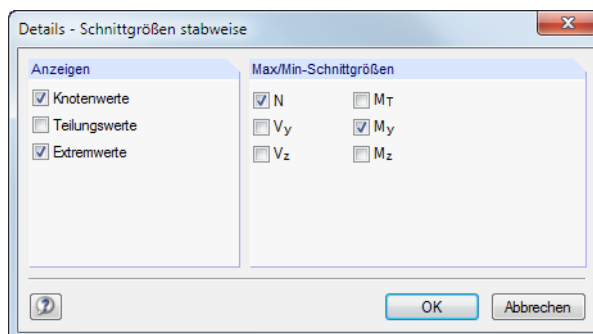 Details - Schnittgrößen stabweise
Anzeigen
Knotenwerte
Teilungswerte
Extremwerte
Max/Min-Schnittgrößen
N
Vy
Vz
MT
My
Mz
OK
Abbrechen